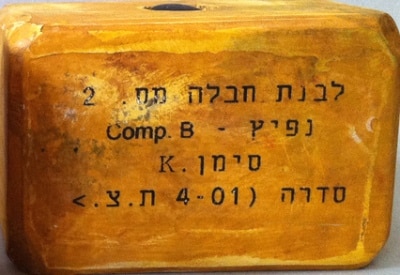 לבנת חבלה מס. 2
נפיץ - Comp. B
סימן .K
סדרה (4-01 ת.צ.>